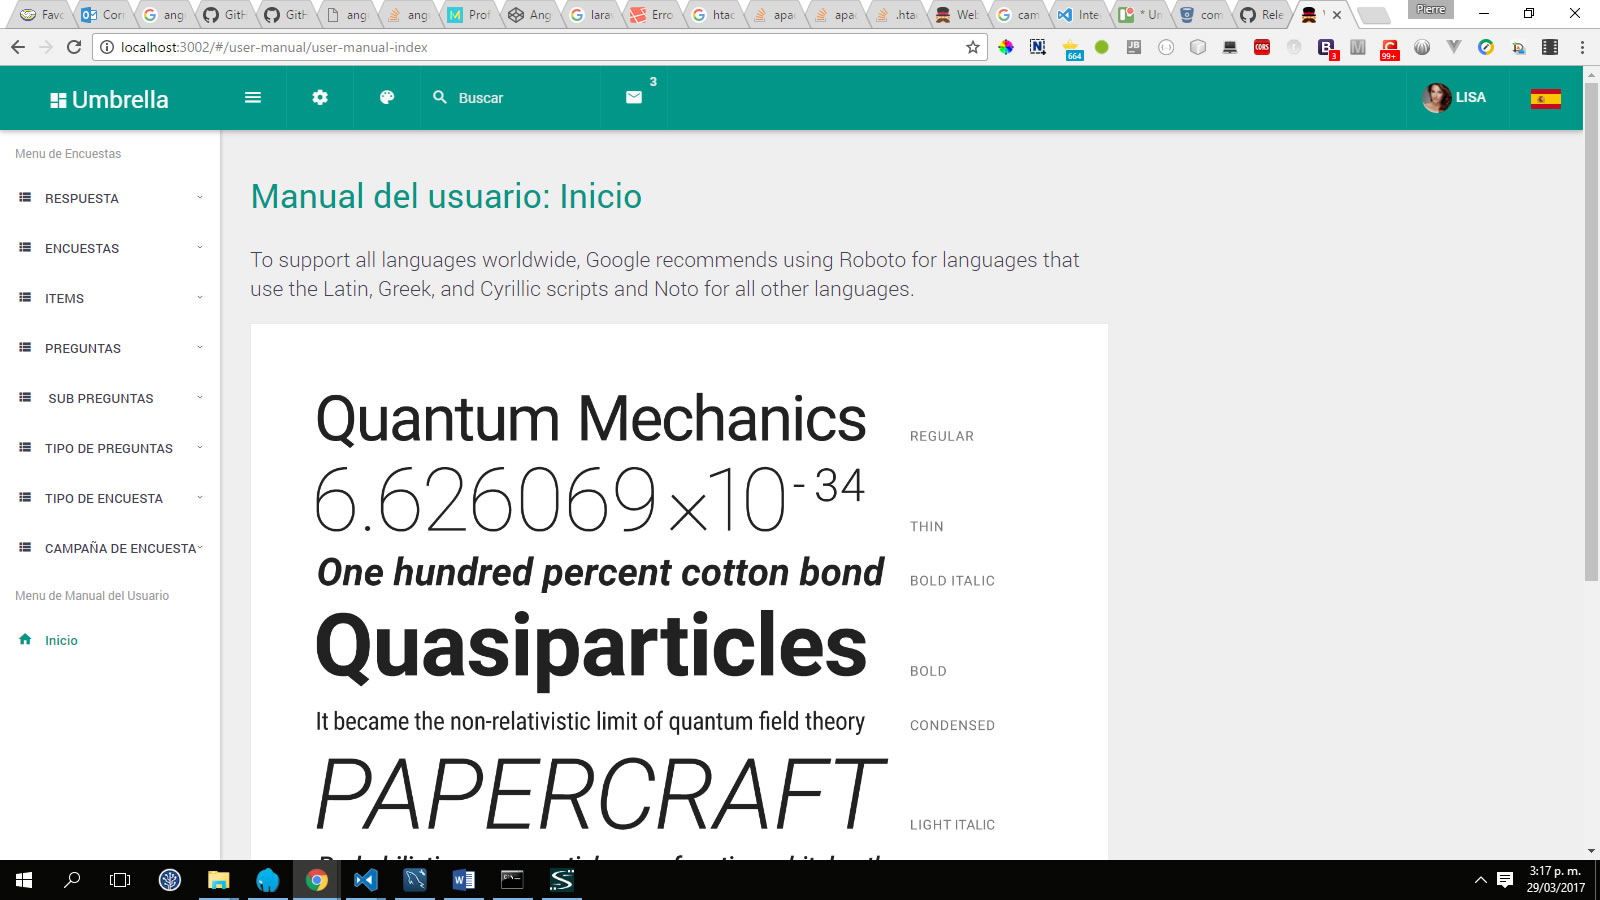 Favo
Corr
ang
GitH
GitH
ang
ang
Prof
Ang
lara
Erro
htac
apac
apac
.hta
Web
cam
Inte
* Un
com
Rele
Pierre
localhost:3002/#/user-manual/user-manual-index
664
JB
CORS
3
99+
Umbrella
Buscar
3
LISA
Menu de Encuestas
RESPUESTA
ENCUESTAS
ITEMS
PREGUNTAS
SUB PREGUNTAS
TIPO DE PREGUNTAS
TIPO DE ENCUESTA
CAMPAÑA DE ENCUESTA
Menu de Manual del Usuario
Inicio
Manual del usuario: Inicio
To support all languages worldwide, Google recommends using Roboto for languages that
use the Latin, Greek, and Cyrillic scripts and Noto for all other languages.
Quantum Mechanics REGULAR
6.626069×10⁻³⁴ THIN
One hundred percent cotton bond BOLD ITALIC
Quasiparticles BOLD
It became the non-relativistic limit of quantum field theory CONDENSED
PAPERCRAFT LIGHT ITALIC
3:17 p. m.
29/03/2017